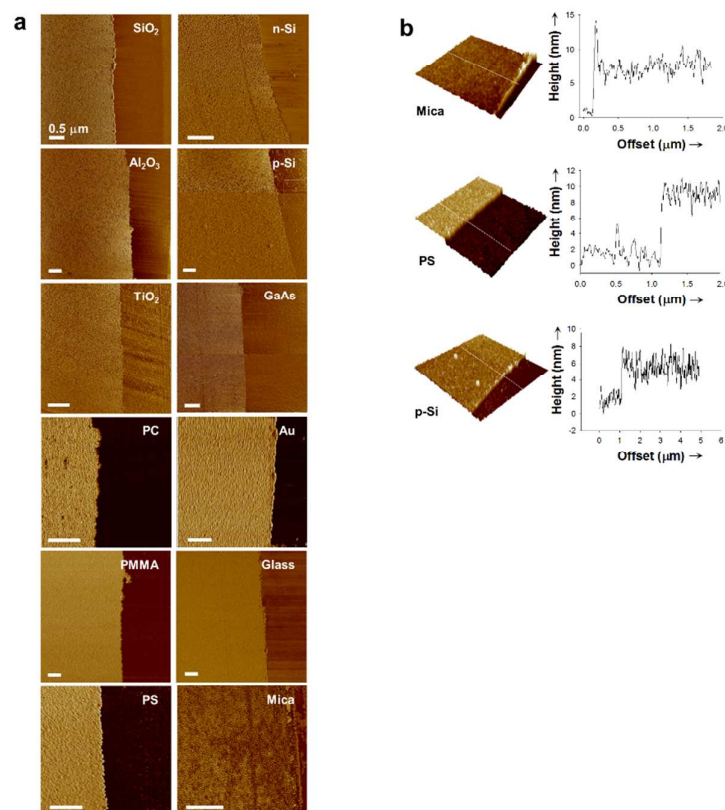 a
SiO2
n-Si
0.5 μm
Al2O3
p-Si
TiO2
GaAs
PC
Au
PMMA
Glass
PS
Mica
b
Mica
Height (nm) →
15
10
5
0
0.0 0.5 1.0 1.5 2.0
Offset (μm) →
PS
Height (nm) →
12
10
8
6
4
2
0
0.0 0.5 1.0 1.5 2.0
Offset (μm) →
p-Si
Height (nm) →
10
8
6
4
2
0
-2
0 1 2 3 4 5 6
Offset (μm) →